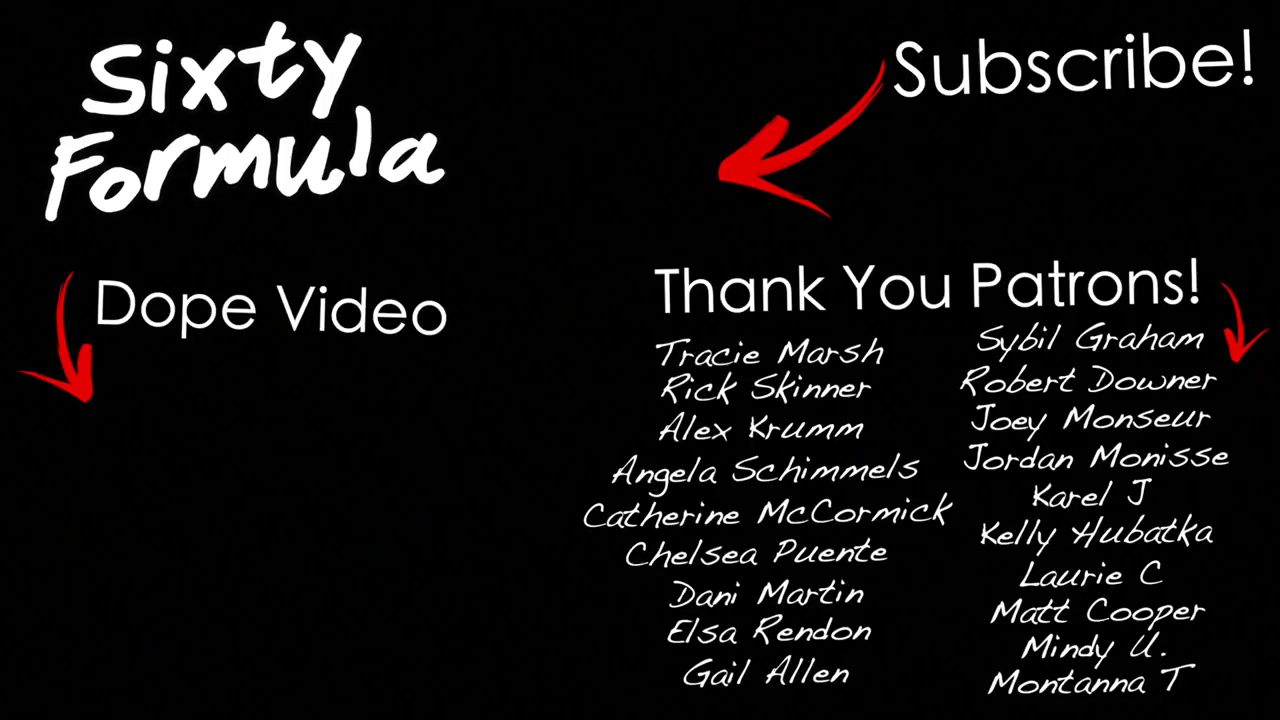 Sixty
Formula
Subscribe!
Dope Video
Thank You Patrons!
Tracie Marsh
Rick Skinner
Alex Krumm
Angela Schimmels
Catherine McCormick
Chelsea Puente
Dani Martin
Elsa Rendon
Gail Allen
Sybil Graham
Robert Downer
Joey Monseur
Jordan Monisse
Karel J
Kelly Hubatka
Laurie C
Matt Cooper
Mindy U.
Montanna T